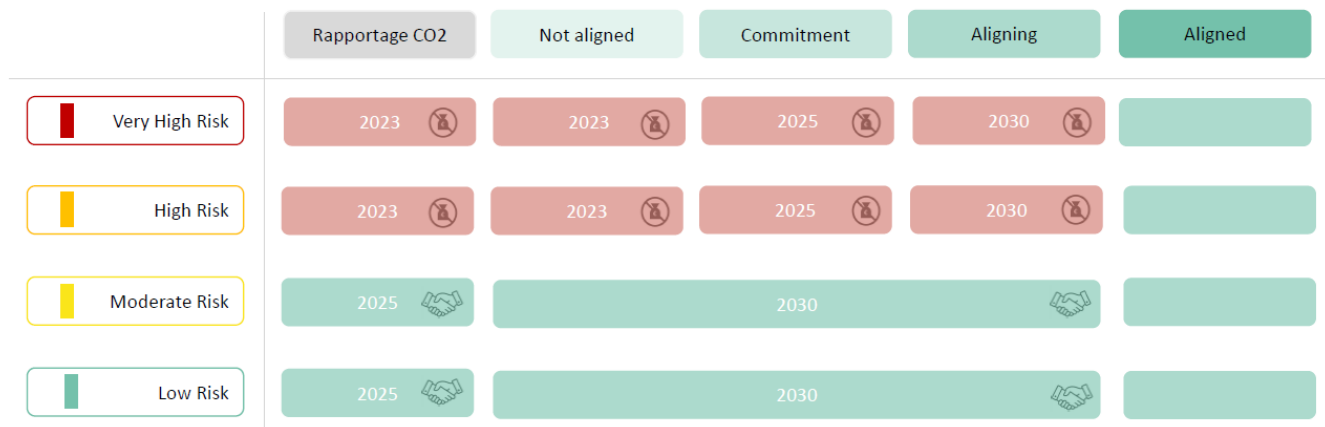 Rapportage CO2 Not aligned Commitment Aligning Aligned
Very High Risk 2023 2023 2025 2030
High Risk 2023 2023 2025 2030
Moderate Risk 2025 2030
Low Risk 2025 2030